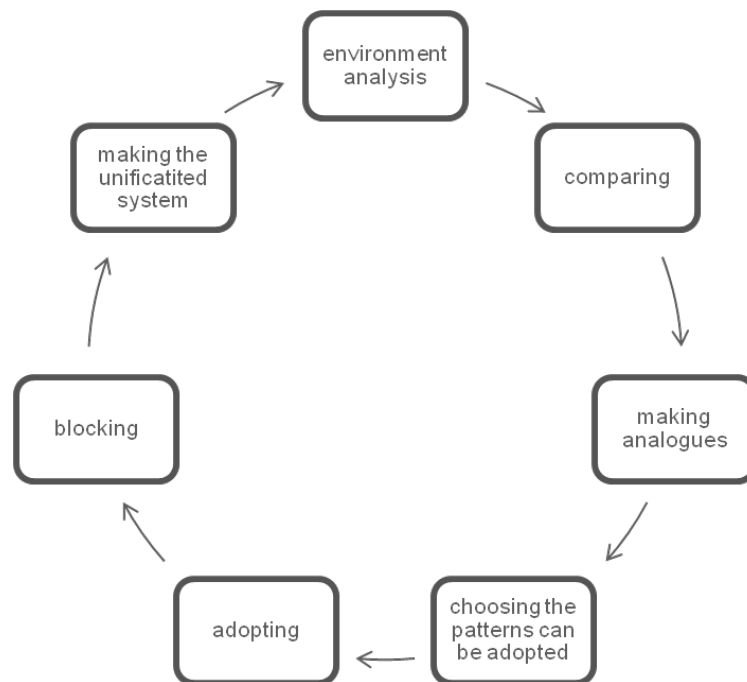 environment
analysis
comparing
making
analogues
choosing the
patterns can
be adopted
adopting
blocking
making the
unificatited
system